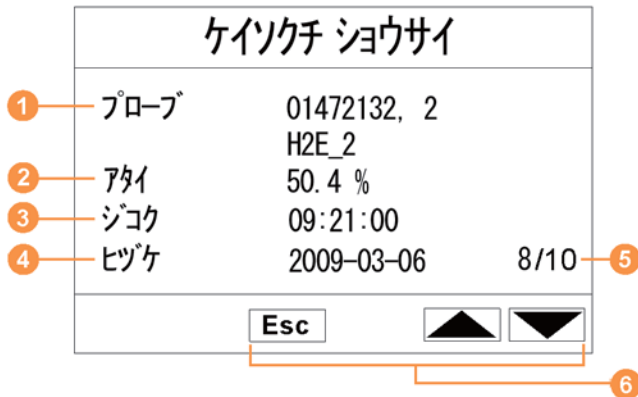 ケイソクチ ショウサイ
1 プローブ 01472132, 2
H2E_2
2 アタイ 50.4 %
3 ジコク 09:21:00
4 ヒヅケ 2009-03-06 8/10 5
Esc
6